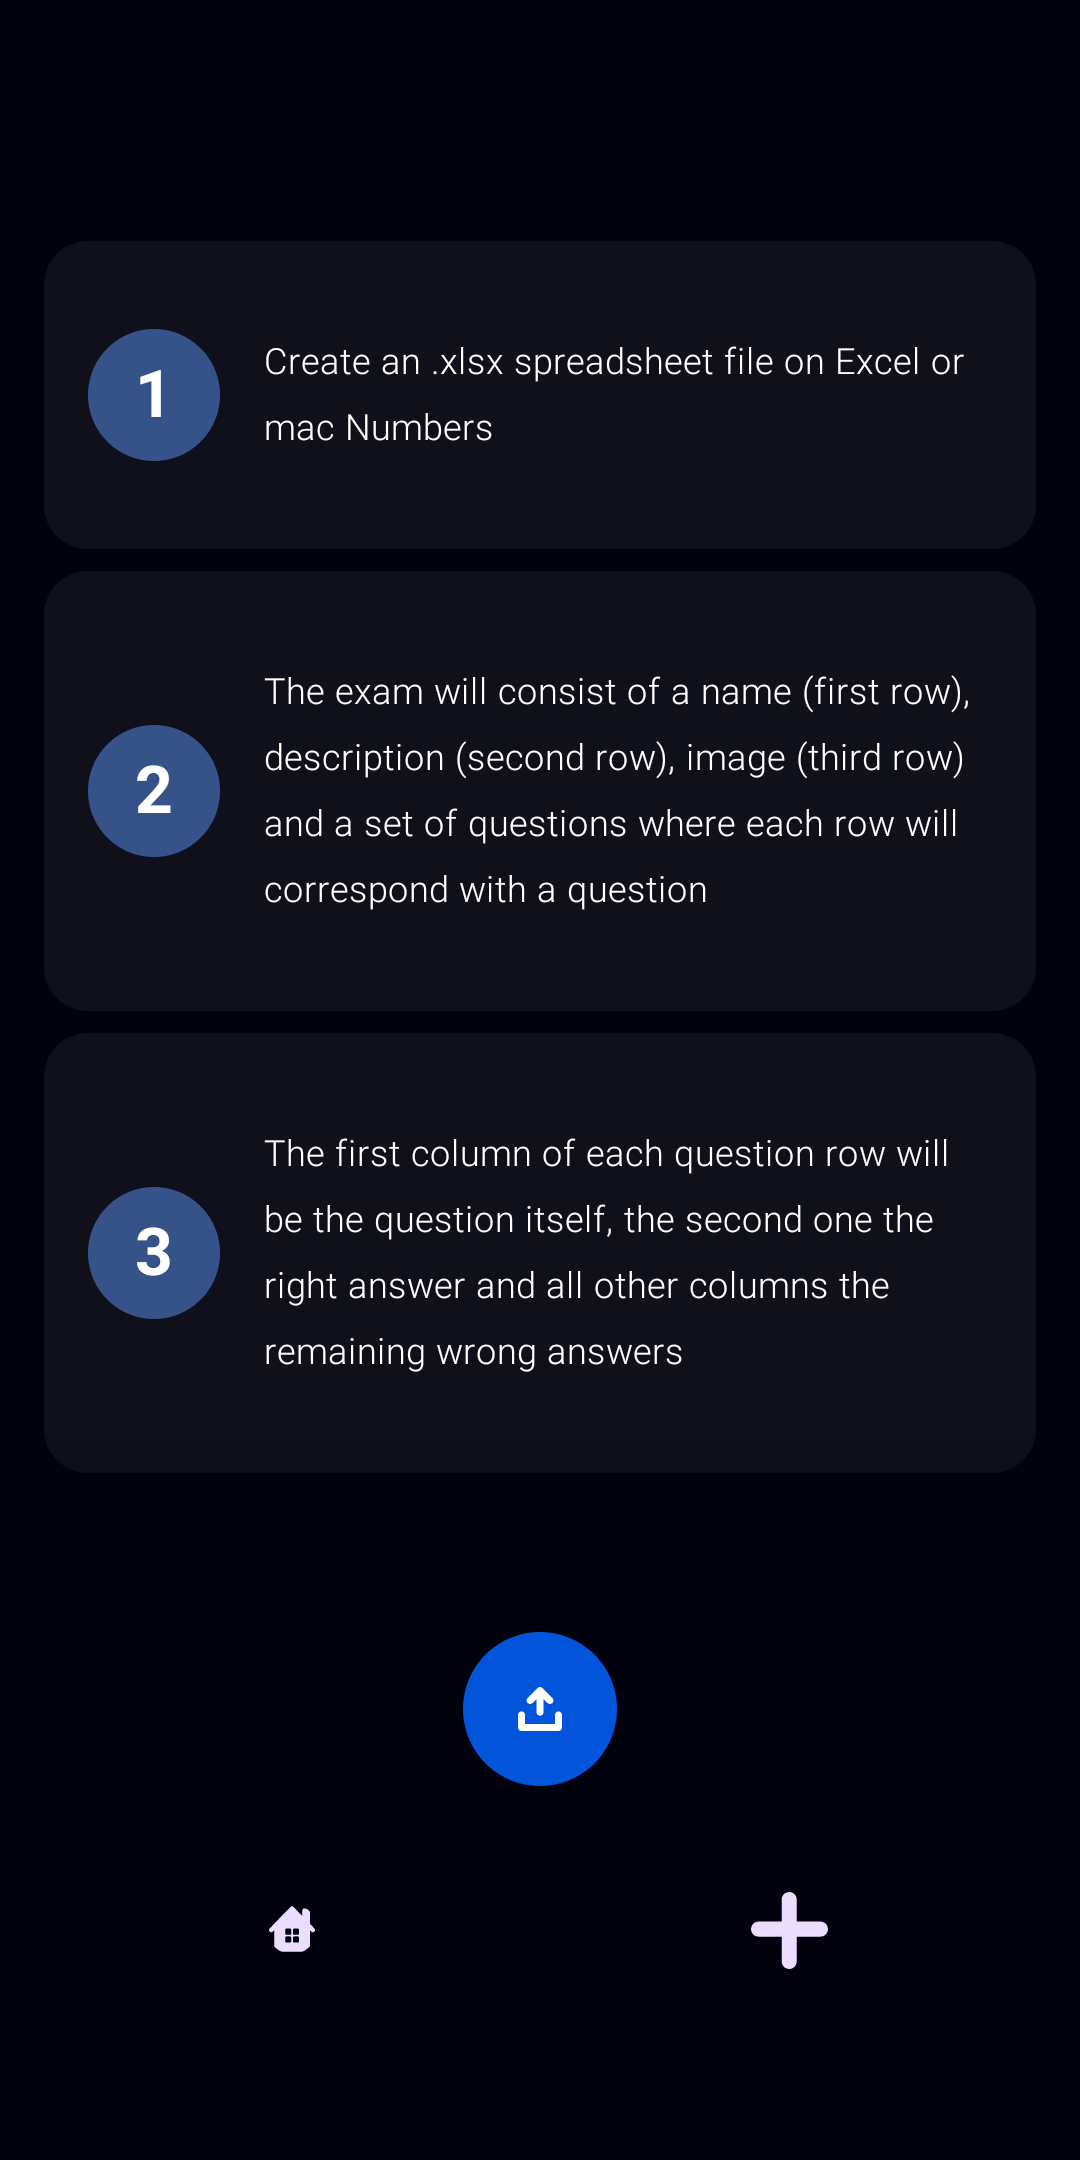 1
Create an .xlsx spreadsheet file on Excel or
mac Numbers
2
The exam will consist of a name (first row),
description (second row), image (third row)
and a set of questions where each row will
correspond with a question
3
The first column of each question row will
be the question itself, the second one the
right answer and all other columns the
remaining wrong answers